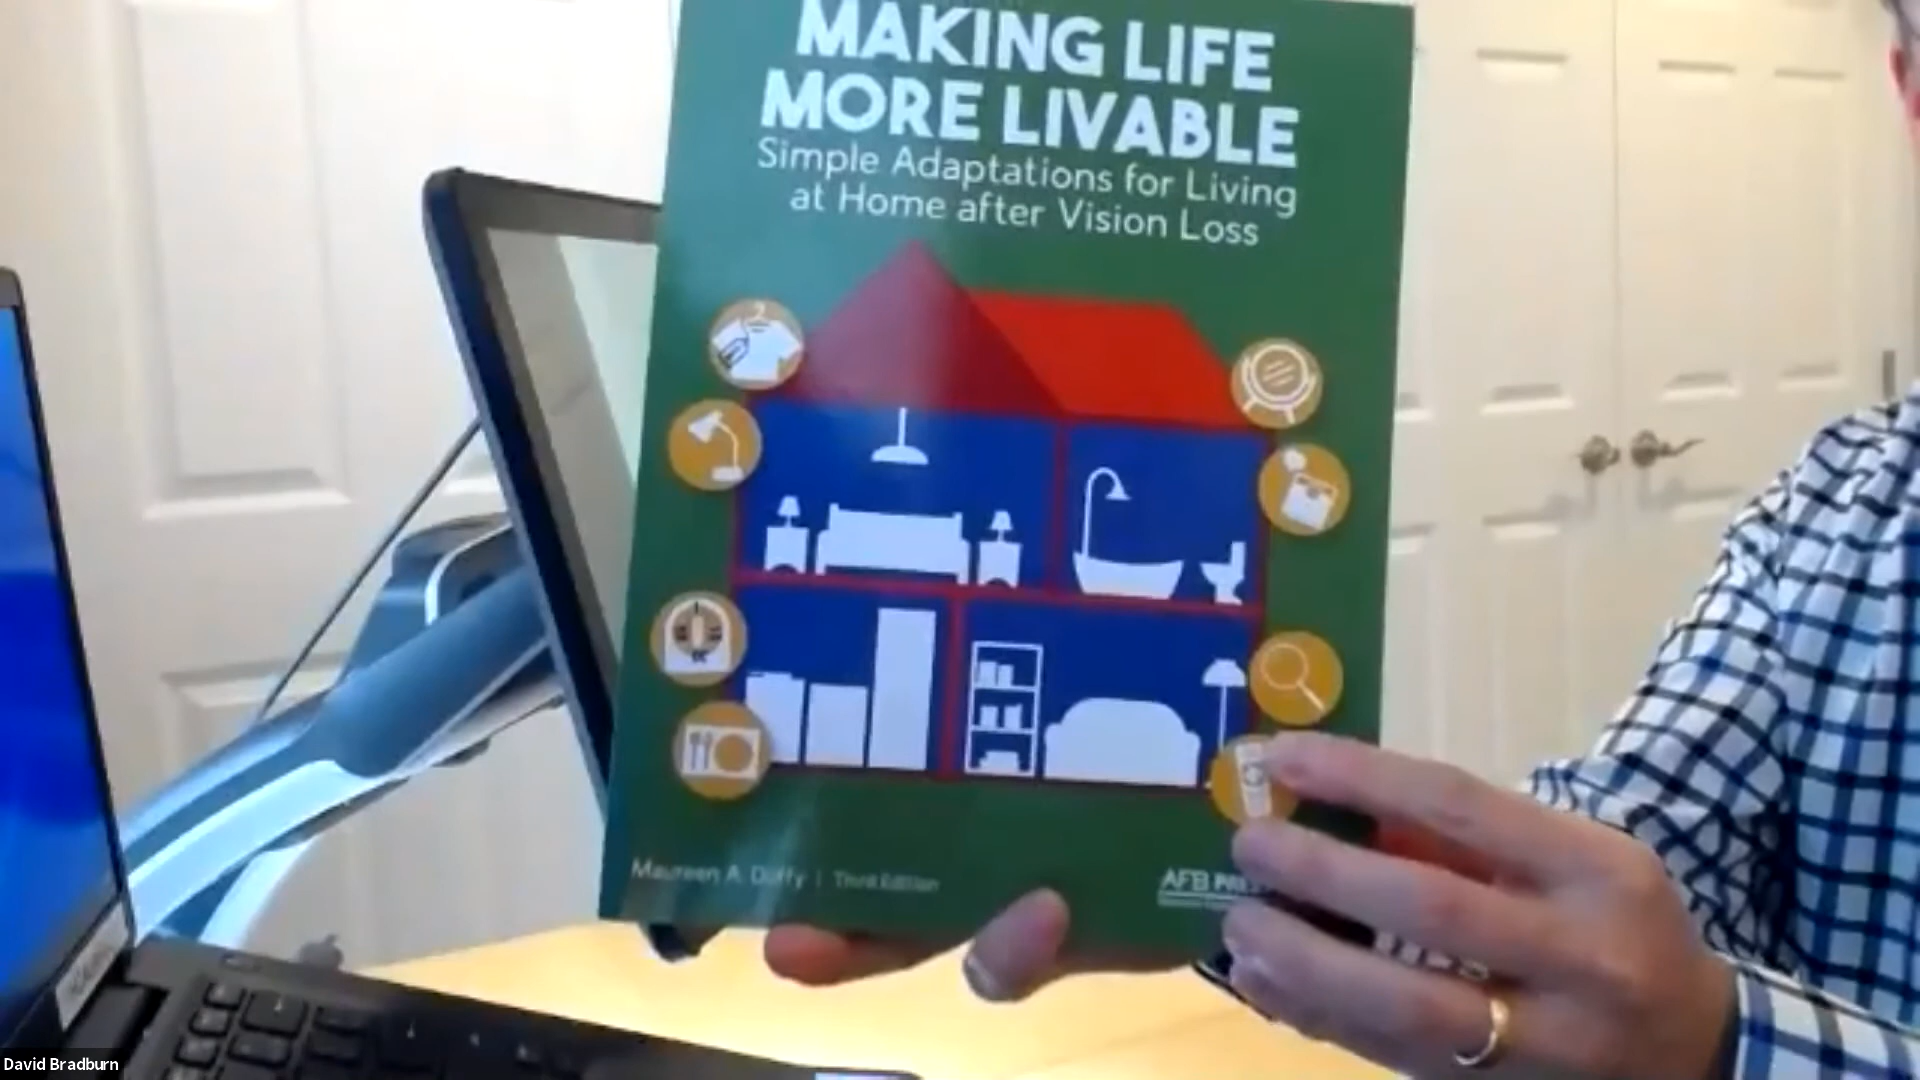 MAKING LIFE
MORE LIVABLE
Simple Adaptations for Living
at Home after Vision Loss
Maureen A. Duffy | Third Edition
AFB PRESS
David Bradburn